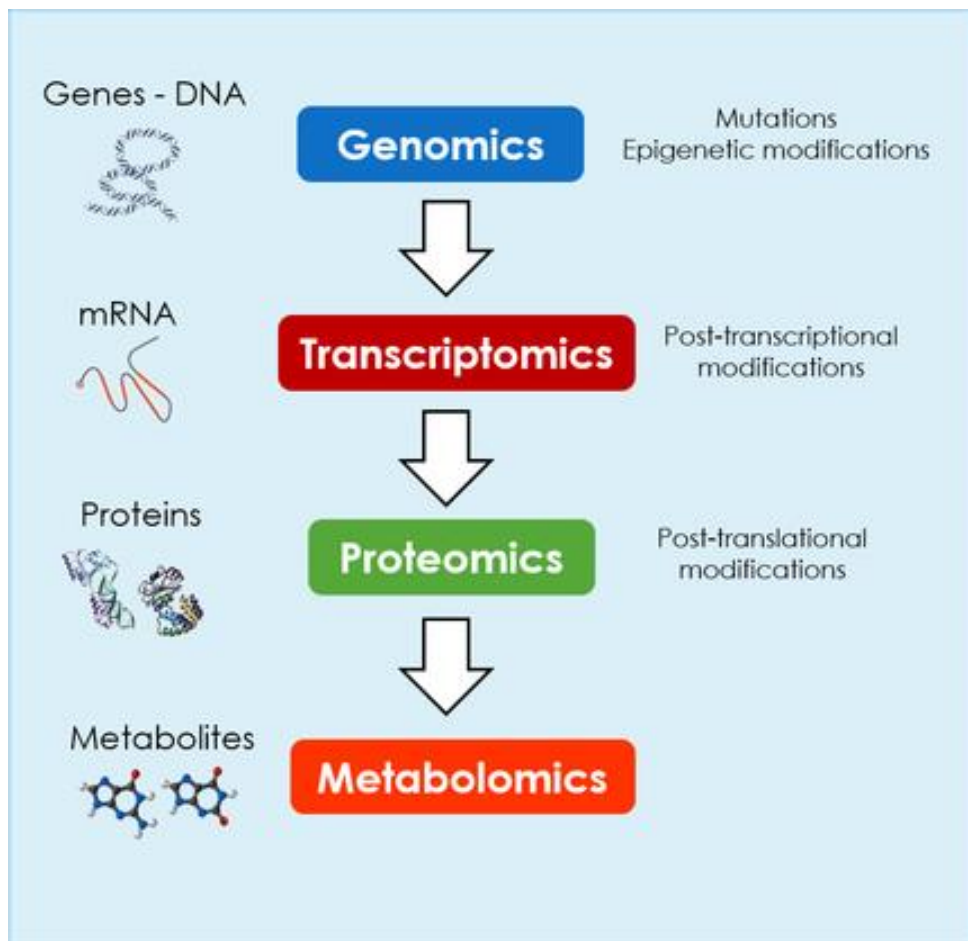 Genes - DNA
Genomics
Mutations
Epigenetic modifications
mRNA
Transcriptomics
Post-transcriptional
modifications
Proteins
Proteomics
Post-translational
modifications
Metabolites
Metabolomics